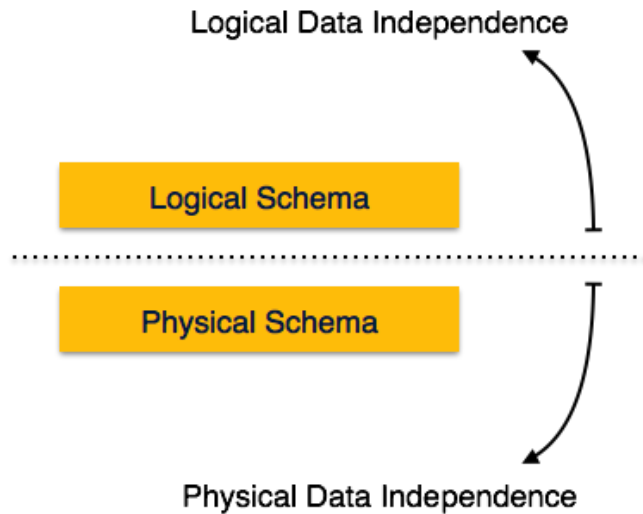 Logical Data Independence
Logical Schema
Physical Schema
Physical Data Independence